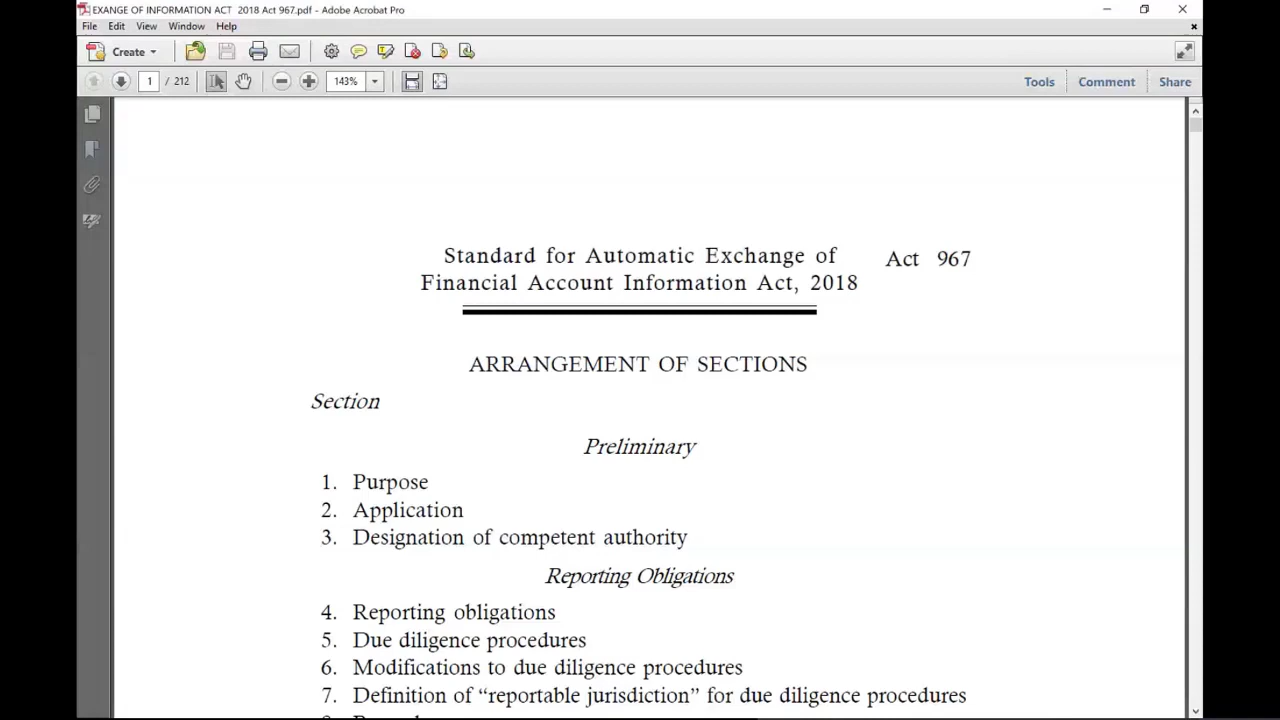 EXANGE OF INFORMATION ACT 2018 Act 967.pdf - Adobe Acrobat Pro
File Edit View Window Help
Create
1 / 212 143% Tools Comment Share
Standard for Automatic Exchange of Act 967
Financial Account Information Act, 2018
ARRANGEMENT OF SECTIONS
Section
Preliminary
1. Purpose
2. Application
3. Designation of competent authority
Reporting Obligations
4. Reporting obligations
5. Due diligence procedures
6. Modifications to due diligence procedures
7. Definition of “reportable jurisdiction” for due diligence procedures